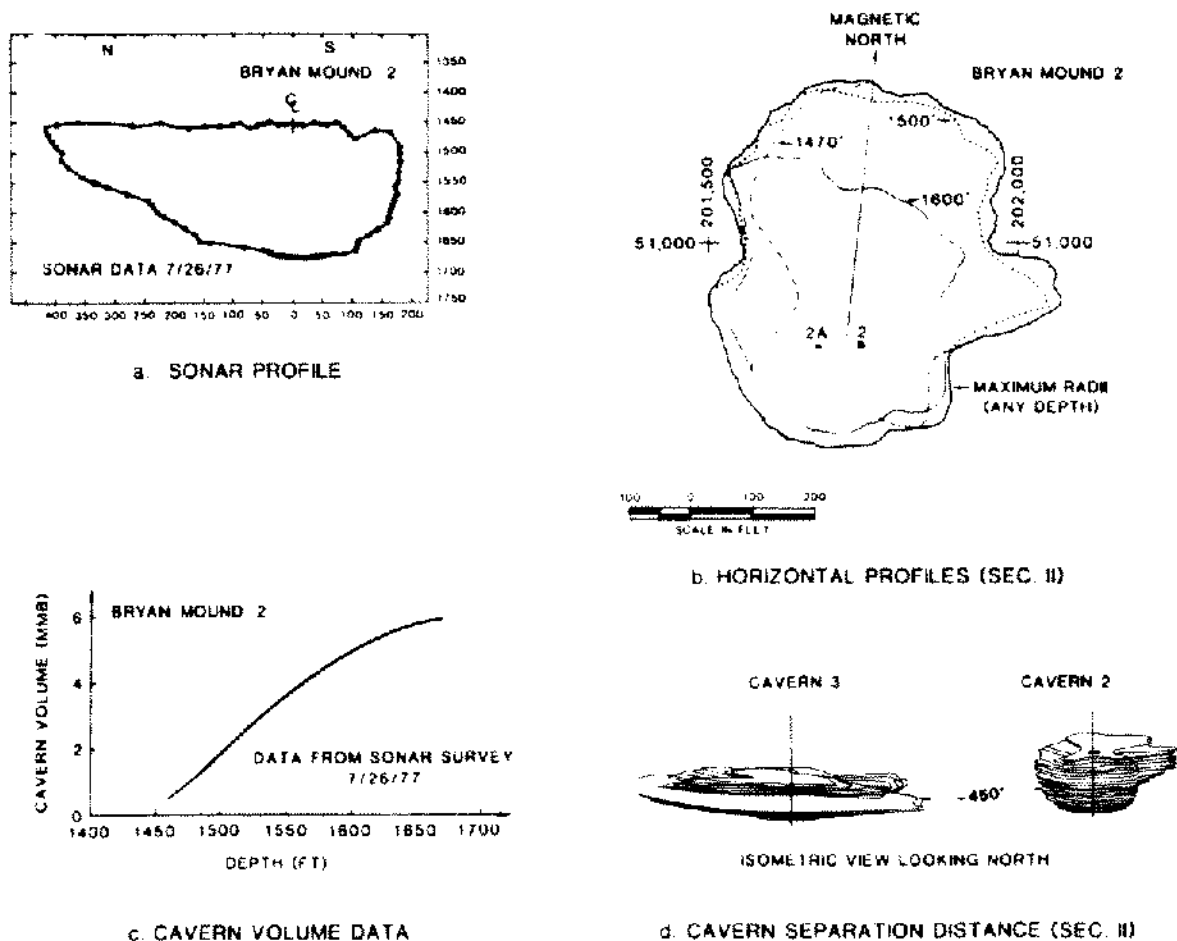 N S
BRYAN MOUND 2
1350
1400
1450
1500
1550
1600
1650
1700
1750
SONAR DATA 7/26/77
400 350 300 250 200 150 100 50 0 50 100 150 200
a. SONAR PROFILE
MAGNETIC
NORTH
BRYAN MOUND 2
1500'
1470'
1600'
201,500
202,000
51,000
51,000
2A 2
MAXIMUM RADII
(ANY DEPTH)
100 0 100 200
SCALE IN FEET
b. HORIZONTAL PROFILES (SEC. II)
CAVERN VOLUME (MMB)
6
4
2
0
BRYAN MOUND 2
DATA FROM SONAR SURVEY
7/26/77
1400 1450 1500 1550 1600 1650 1700
DEPTH (FT)
c. CAVERN VOLUME DATA
CAVERN 3 CAVERN 2
~450'
ISOMETRIC VIEW LOOKING NORTH
d. CAVERN SEPARATION DISTANCE (SEC. II)